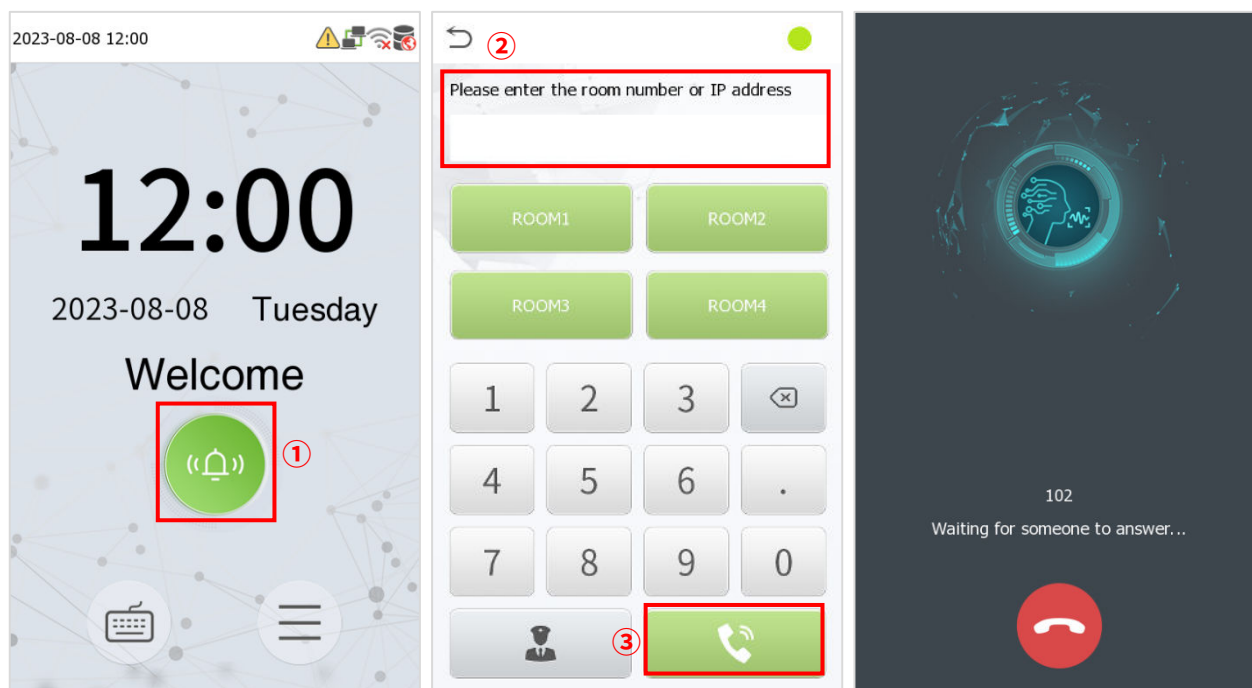 2023-08-08 12:00
12:00
2023-08-08 Tuesday
Welcome
①
②
Please enter the room number or IP address
ROOM1 ROOM2
ROOM3 ROOM4
1 2 3
4 5 6 .
7 8 9 0
③
102
Waiting for someone to answer...